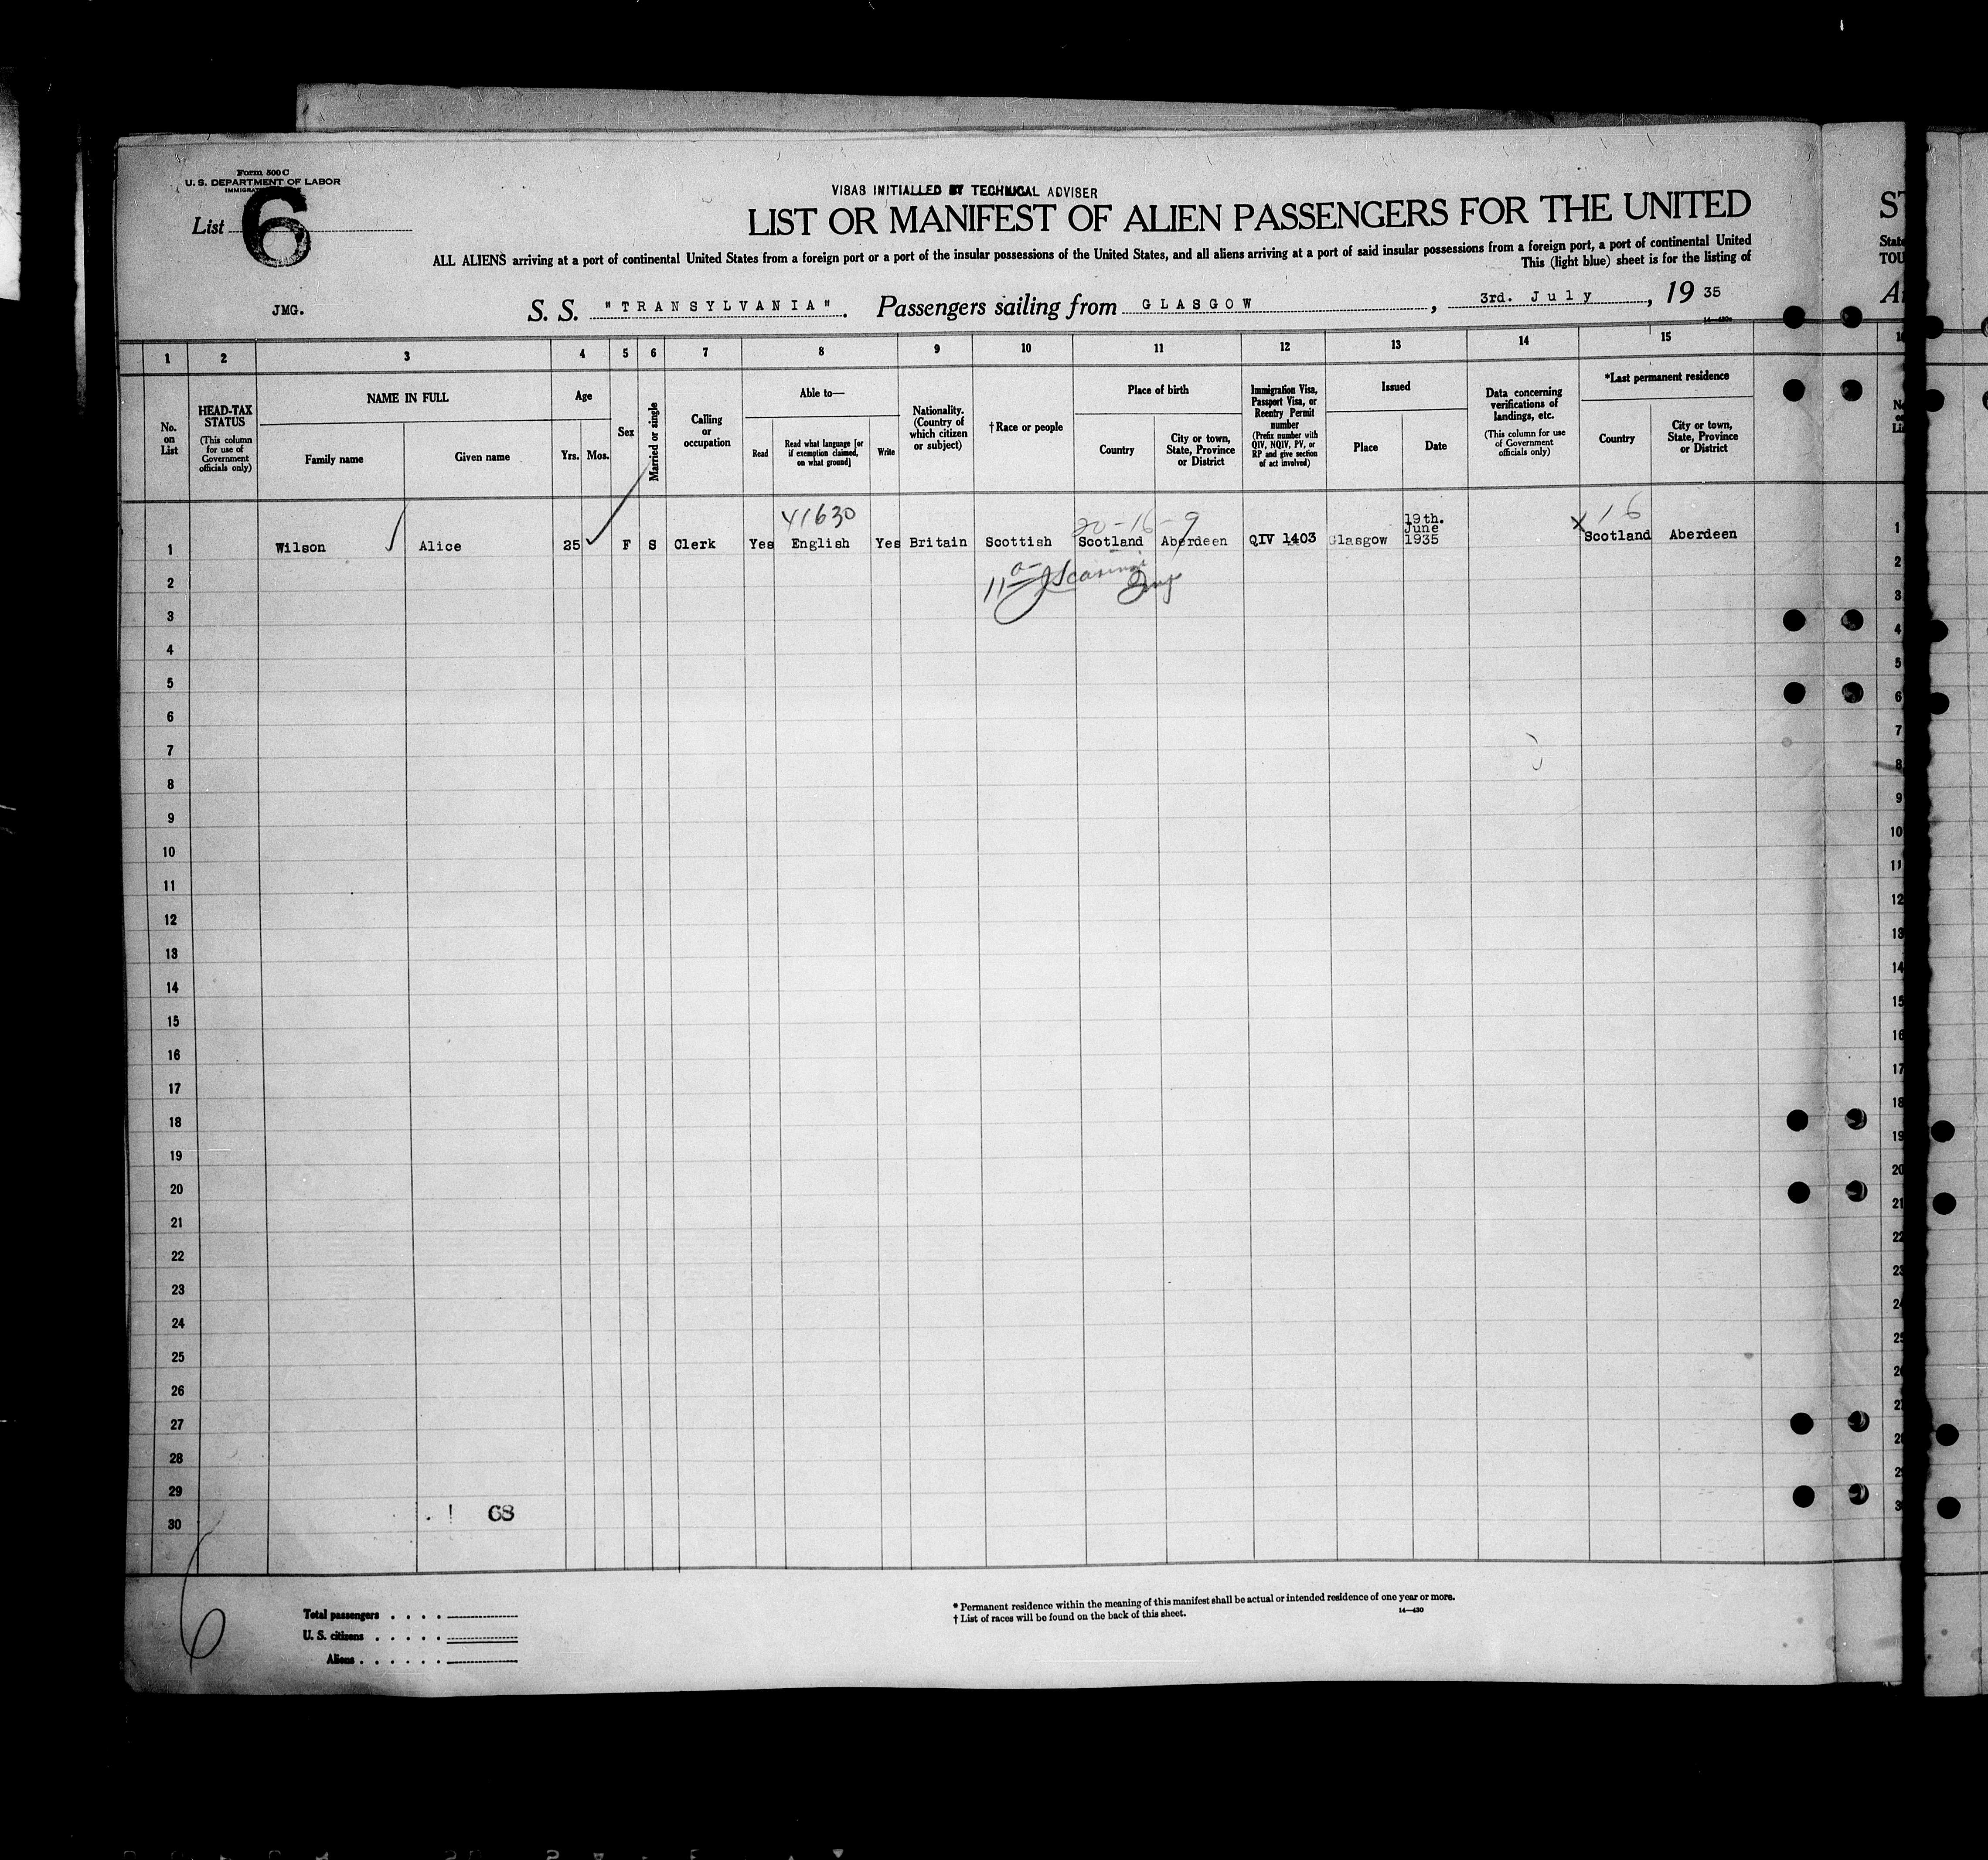 Form 500 C
U. S. DEPARTMENT OF LABOR
List 6
VISAS INITIALLED BY TECHNICAL ADVISER
LIST OR MANIFEST OF ALIEN PASSENGERS FOR THE UNITED
ALL ALIENS arriving at a port of continental United States from a foreign port or a port of the insular possessions of the United States, and all aliens arriving at a port of said insular possessions from a foreign port, a port of continental United
This (light blue) sheet is for the listing of
JMG.
S. S. "TRANSYLVANIA". Passengers sailing from GLASGOW, 3rd. July, 1935
1 2 3 4 5 6 7 8 9 10 11 12 13 14 15
No. on List
HEAD-TAX STATUS
(This column for use of Government officials only)
NAME IN FULL
Family name
Given name
Age
Yrs. Mos.
Sex
Married or single
Calling or occupation
Able to—
Read
Read what language [or if exemption claimed, on what ground]
Write
Nationality. (Country of which citizen or subject)
†Race or people
Place of birth
Country
City or town, State, Province or District
Immigration Visa, Passport Visa, or Reentry Permit number
(Prefix number with QIV, NQIV, PV, or RP and give section of act involved)
Issued
Place
Date
Data concerning verifications of landings, etc.
(This column for use of Government officials only)
*Last permanent residence
Country
City or town, State, Province or District
41630
20-16-9
x 16
1 Wilson Alice 25 F S Clerk Yes English Yes Britain Scottish Scotland Aberdeen QIV 1403 Glasgow 19th. June 1935 Scotland Aberdeen
2
3
4
5
6
7
8
9
10
11
12
13
14
15
16
17
18
19
20
21
22
23
24
25
26
27
28
29
30
68
6
Total passengers
U. S. citizens
Aliens
* Permanent residence within the meaning of this manifest shall be actual or intended residence of one year or more.
† List of races will be found on the back of this sheet.
14—430